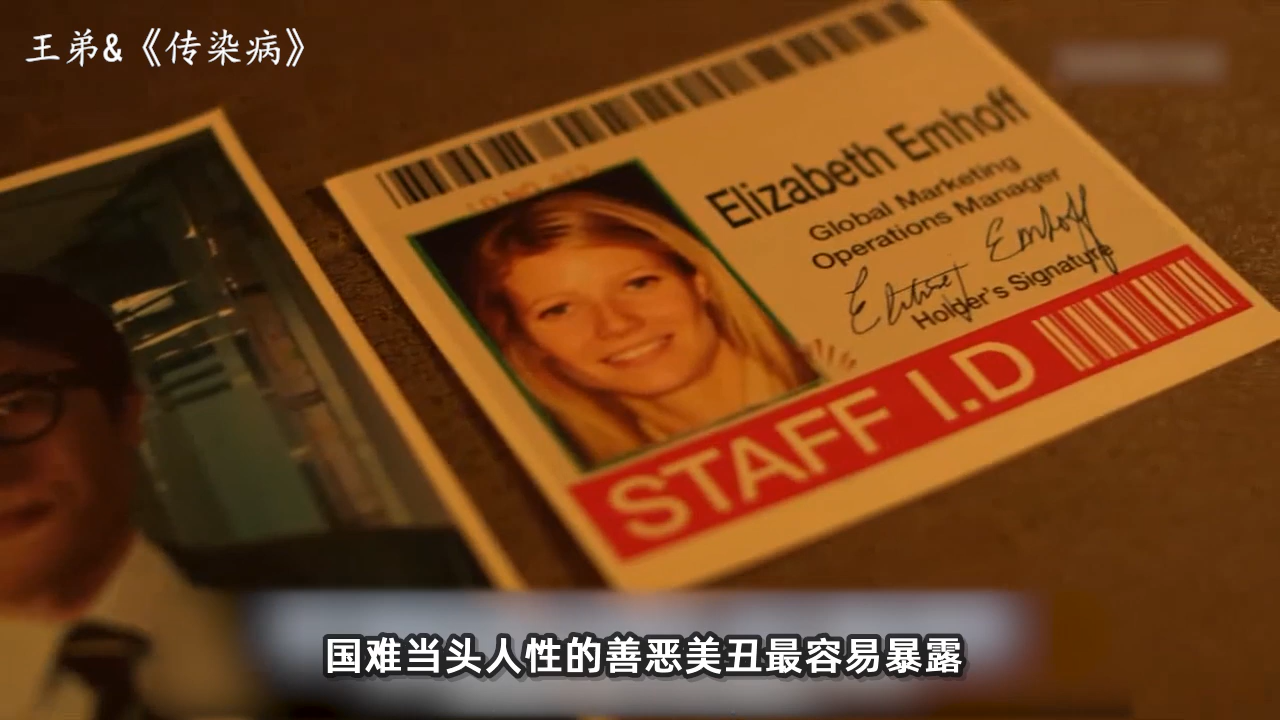 王弟&《传染病》
Elizabeth Emhoff
Global Marketing
Operations Manager
Holder's Signature
STAFF I.D
国难当头人性的善恶美丑最容易暴露